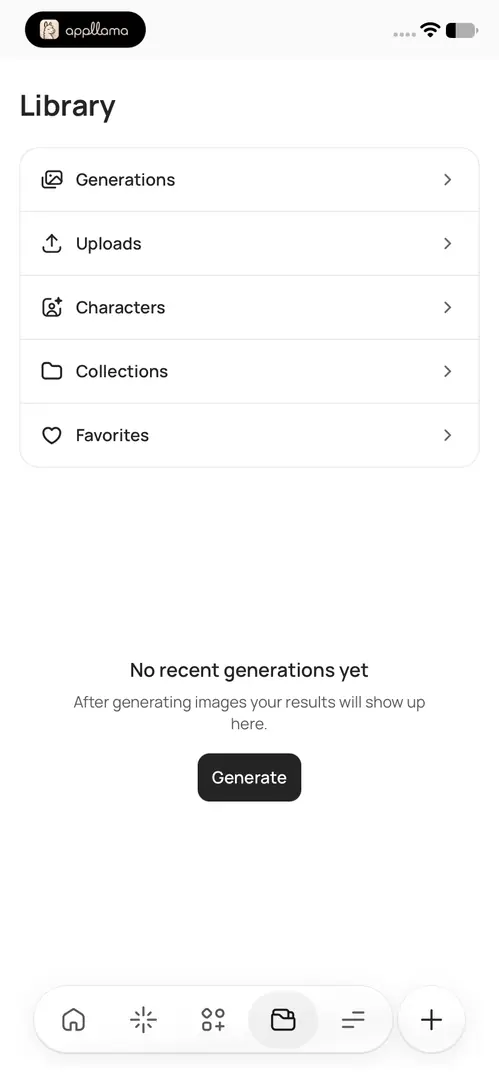 appllama
Library
Generations
Uploads
Characters
Collections
Favorites
No recent generations yet
After generating images your results will show up
here.
Generate